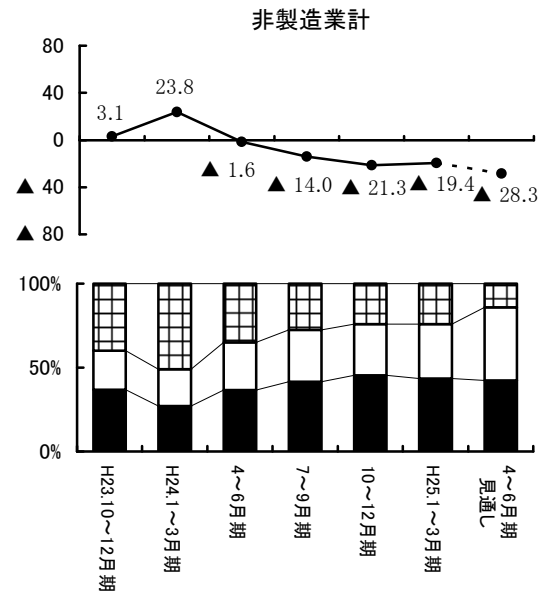 非製造業計
80
40
0
▲ 40
▲ 80
3.1
23.8
▲ 1.6
▲ 14.0
▲ 21.3
▲ 19.4
▲ 28.3
100%
50%
0%
H23.10～12月期
H24.1～3月期
4～6月期
7～9月期
10～12月期
H25.1～3月期
4～6月期
見通し